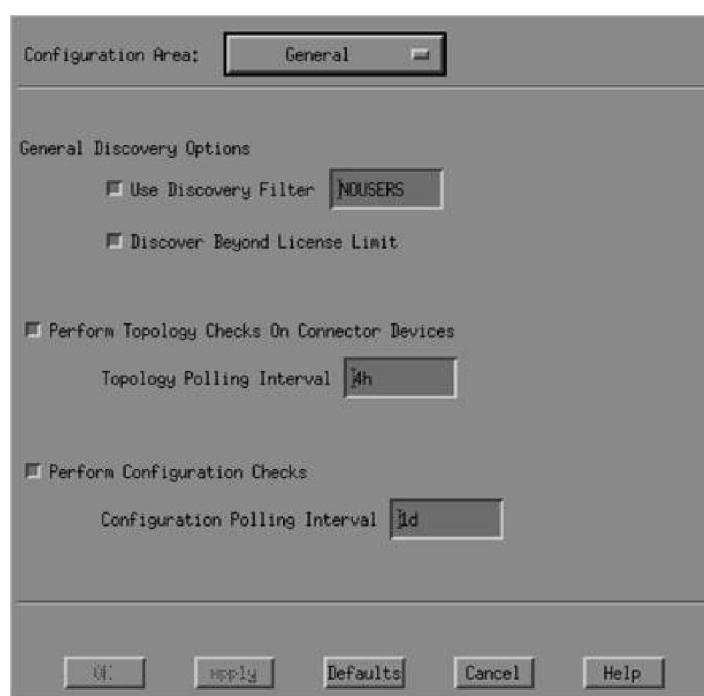 Configuration Area: General
General Discovery Options
Use Discovery Filter NOUSERS
Discover Beyond License Limit
Perform Topology Checks On Connector Devices
Topology Polling Interval 4h
Perform Configuration Checks
Configuration Polling Interval 1d
OK Apply Defaults Cancel Help